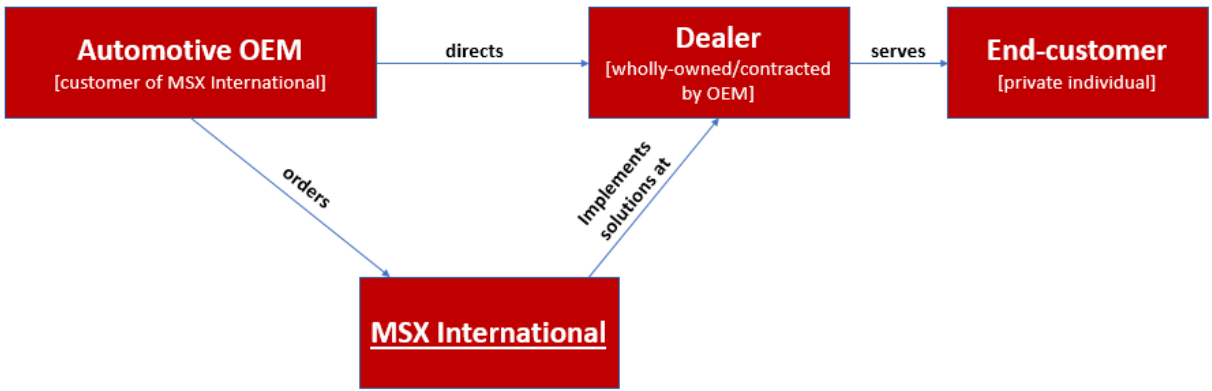 Automotive OEM
[customer of MSX International]
directs
Dealer
[wholly-owned/contracted
by OEM]
serves
End-customer
[private individual]
orders
Implements
solutions at
MSX International